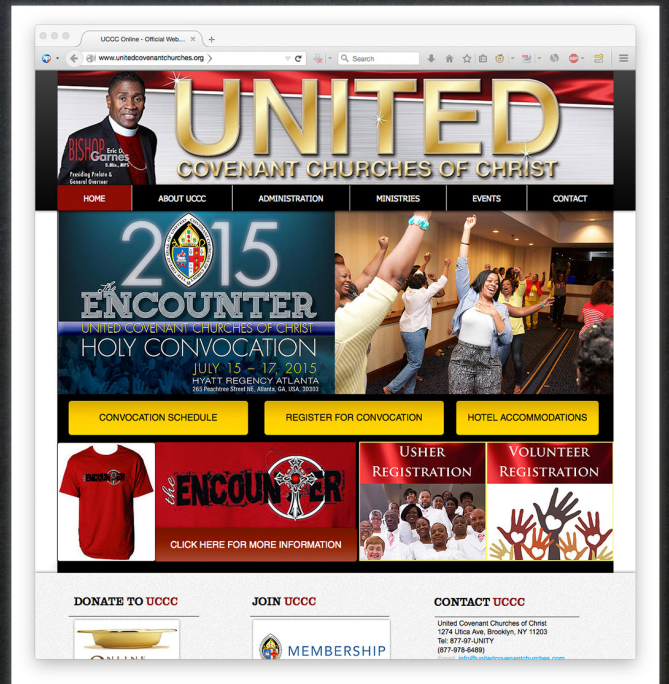 UCCC Online - Official Web...
www.unitedcovenantchurches.org
Search
UNITED
COVENANT CHURCHES OF CHRIST
BISHOP Eric D.
Garnes
D.Min., MPS
Presiding Prelate &
General Overseer
HOME ABOUT UCCC ADMINISTRATION MINISTRIES EVENTS CONTACT
2015
the
ENCOUNTER
UNITED COVENANT CHURCHES OF CHRIST
HOLY CONVOCATION
JULY 15 – 17, 2015
HYATT REGENCY ATLANTA
265 Peachtree Street NE, Atlanta, GA, USA, 30303
CONVOCATION SCHEDULE REGISTER FOR CONVOCATION HOTEL ACCOMMODATIONS
ENCOUNTER
the ENCOUNTER
CLICK HERE FOR MORE INFORMATION
USHER
REGISTRATION
VOLUNTEER
REGISTRATION
DONATE TO UCCC
ONLINE
JOIN UCCC
MEMBERSHIP
CONTACT UCCC
United Covenant Churches of Christ
1274 Utica Ave, Brooklyn, NY 11203
Tel: 877-97-UNITY
(877-978-6489)
Email: info@unitedcovenantchurches.com